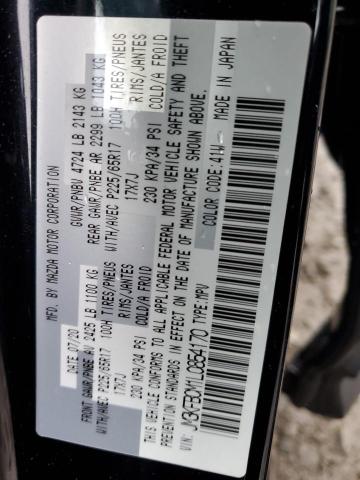 MFD. BY MAZDA MOTOR CORPORATION
DATE 07/20 GVWR/PNBV 4724 LB 2143 KG
FRONT GAWR/PNBE AV 2425 LB 1100 KG REAR GAWR/PNBE AR 2299 LB 1043 KG
WITH/AVEC P225/65R17 100H TIRES/PNEUS WITH/AVEC P225/65R17 100H TIRES/PNEUS
17X7J RIMS/JANTES 17X7J RIMS/JANTES
230 KPA/34 PSI COLD/A FROID 230 KPA/34 PSI COLD/A FROID
THIS VEHICLE CONFORMS TO ALL APPLICABLE FEDERAL MOTOR VEHICLE SAFETY AND THEFT
PREVENTION STANDARDS IN EFFECT ON THE DATE OF MANUFACTURE SHOWN ABOVE.
VIN: TYPE: MPV COLOR CODE: 41W MADE IN JAPAN